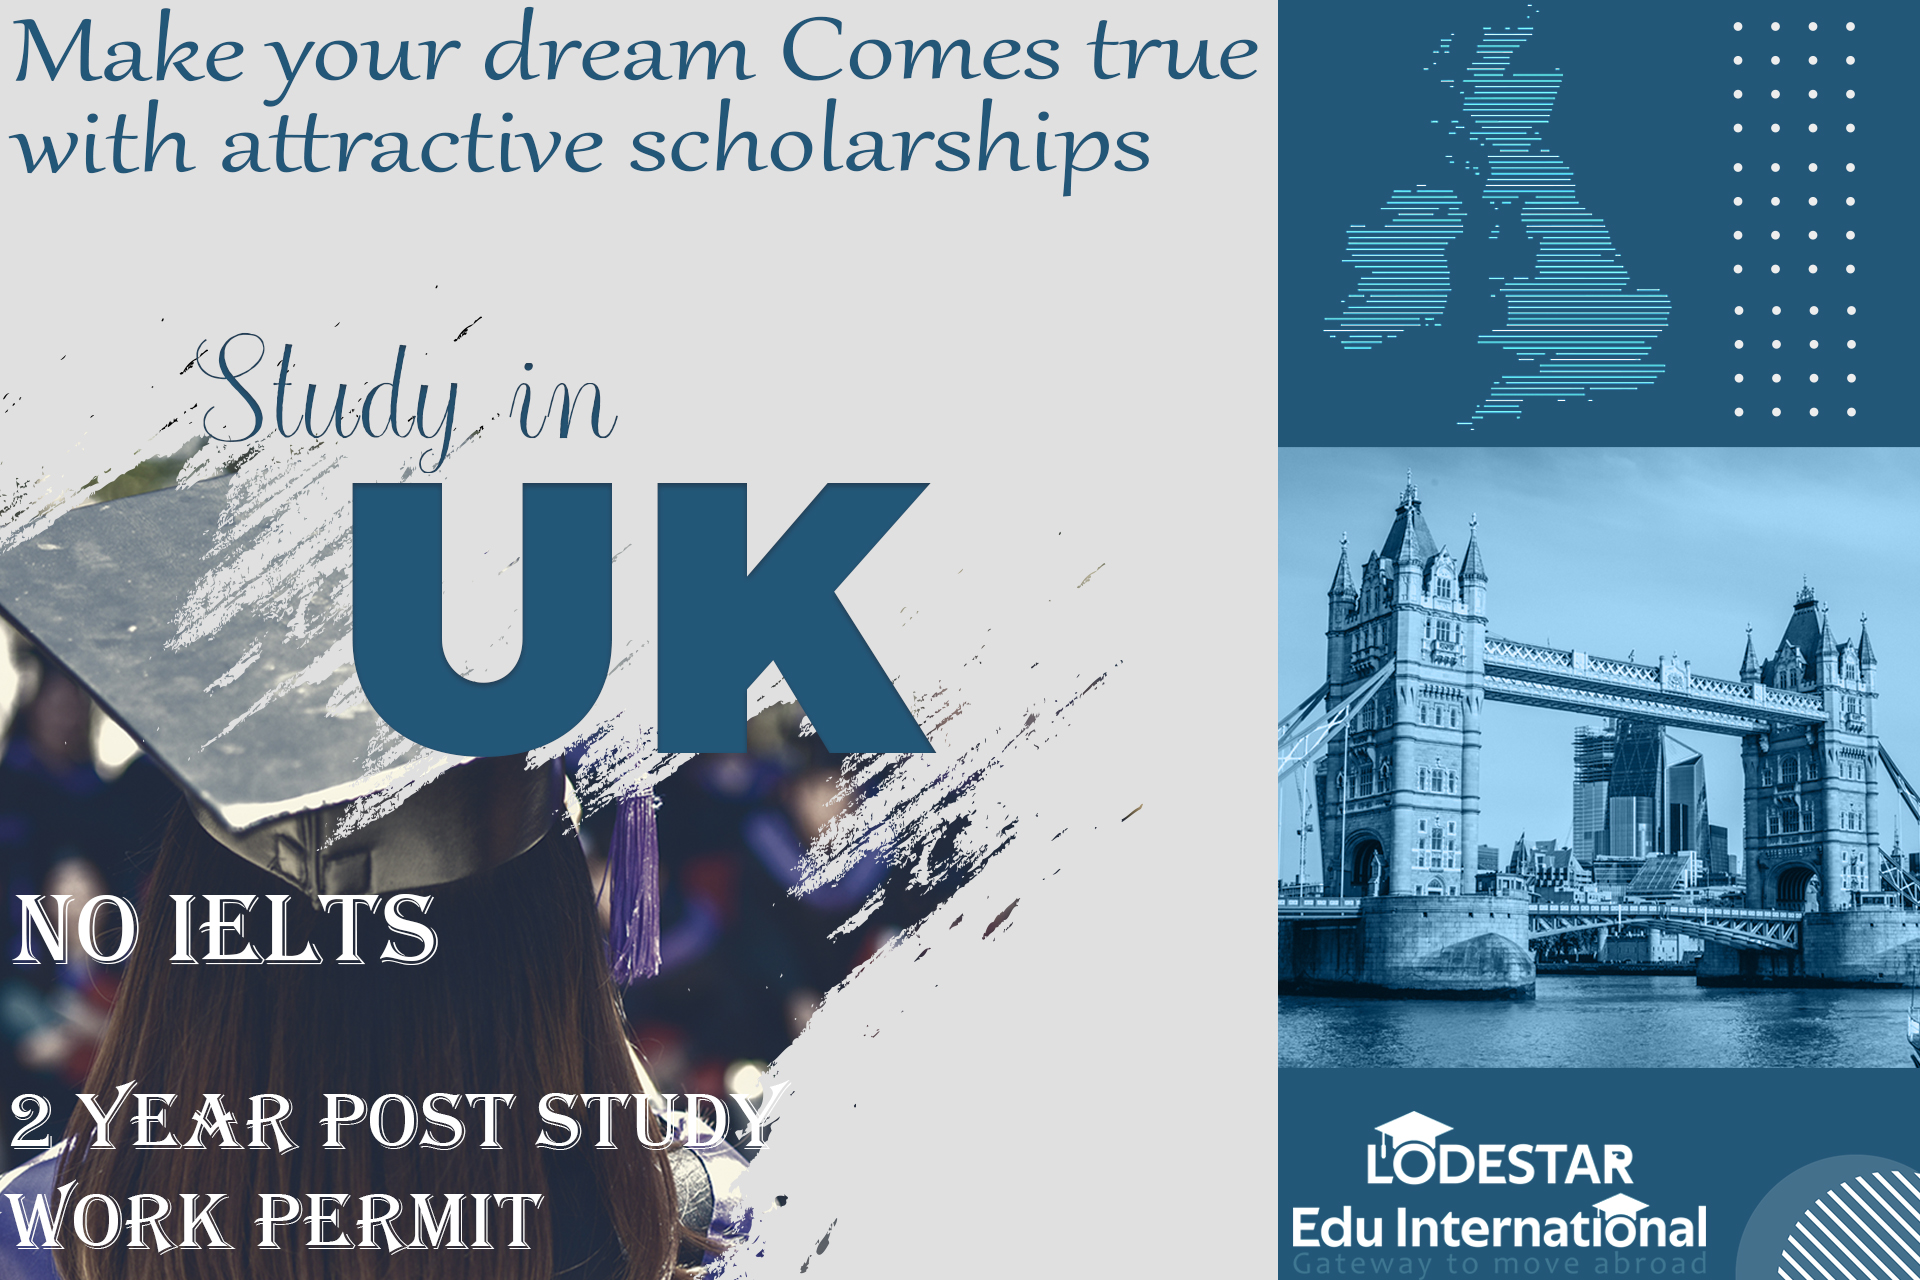 Make your dream Comes true
with attractive scholarships
Study in
UK
NO IELTS
2 YEAR POST STUDY
WORK PERMIT
LODESTAR
Edu International
Gateway to move abroad